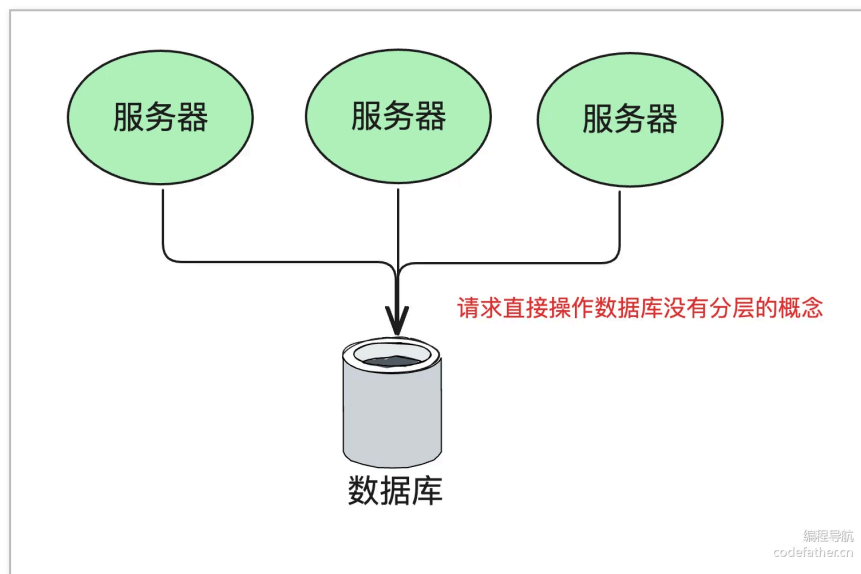 服务器
服务器
服务器
请求直接操作数据库没有分层的概念
数据库
编程导航
codefather.cn